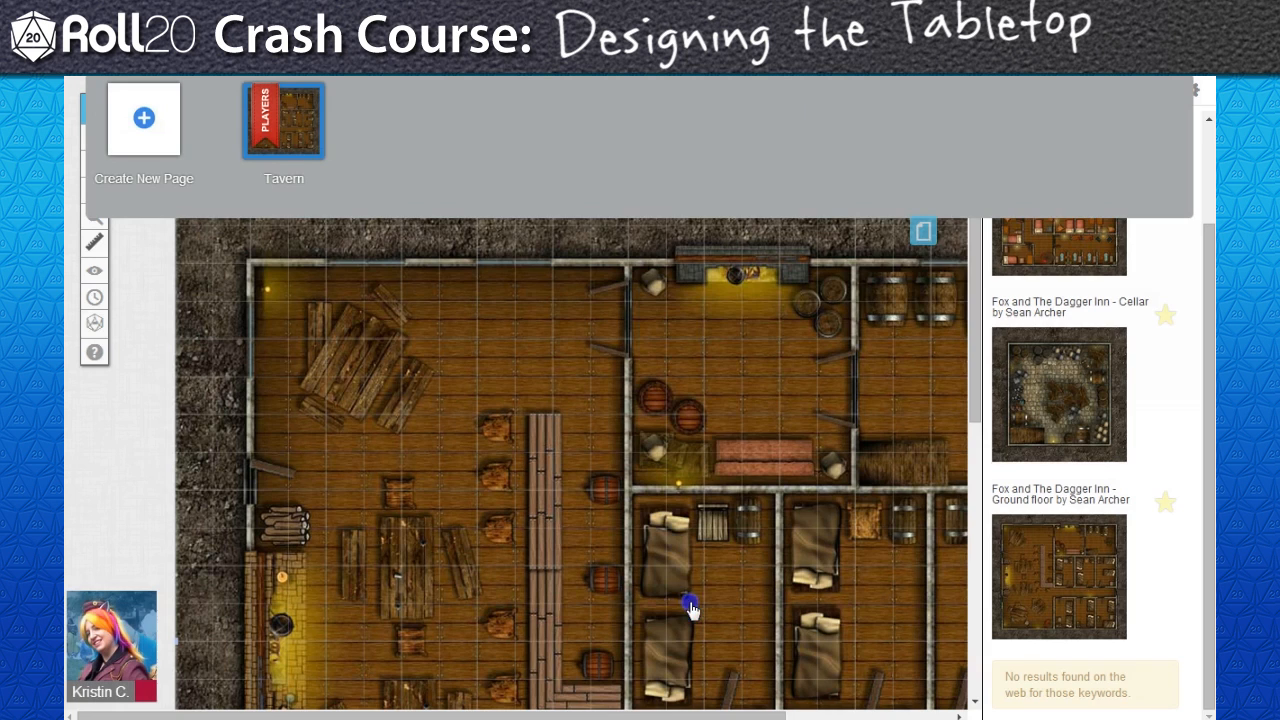 20 Roll20 Crash Course: Designing the Tabletop
PLAYERS
Create New Page
Tavern
Fox and The Dagger Inn - Cellar
by Sean Archer
Fox and The Dagger Inn -
Ground floor by Sean Archer
No results found on the
web for those keywords.
Kristin C.